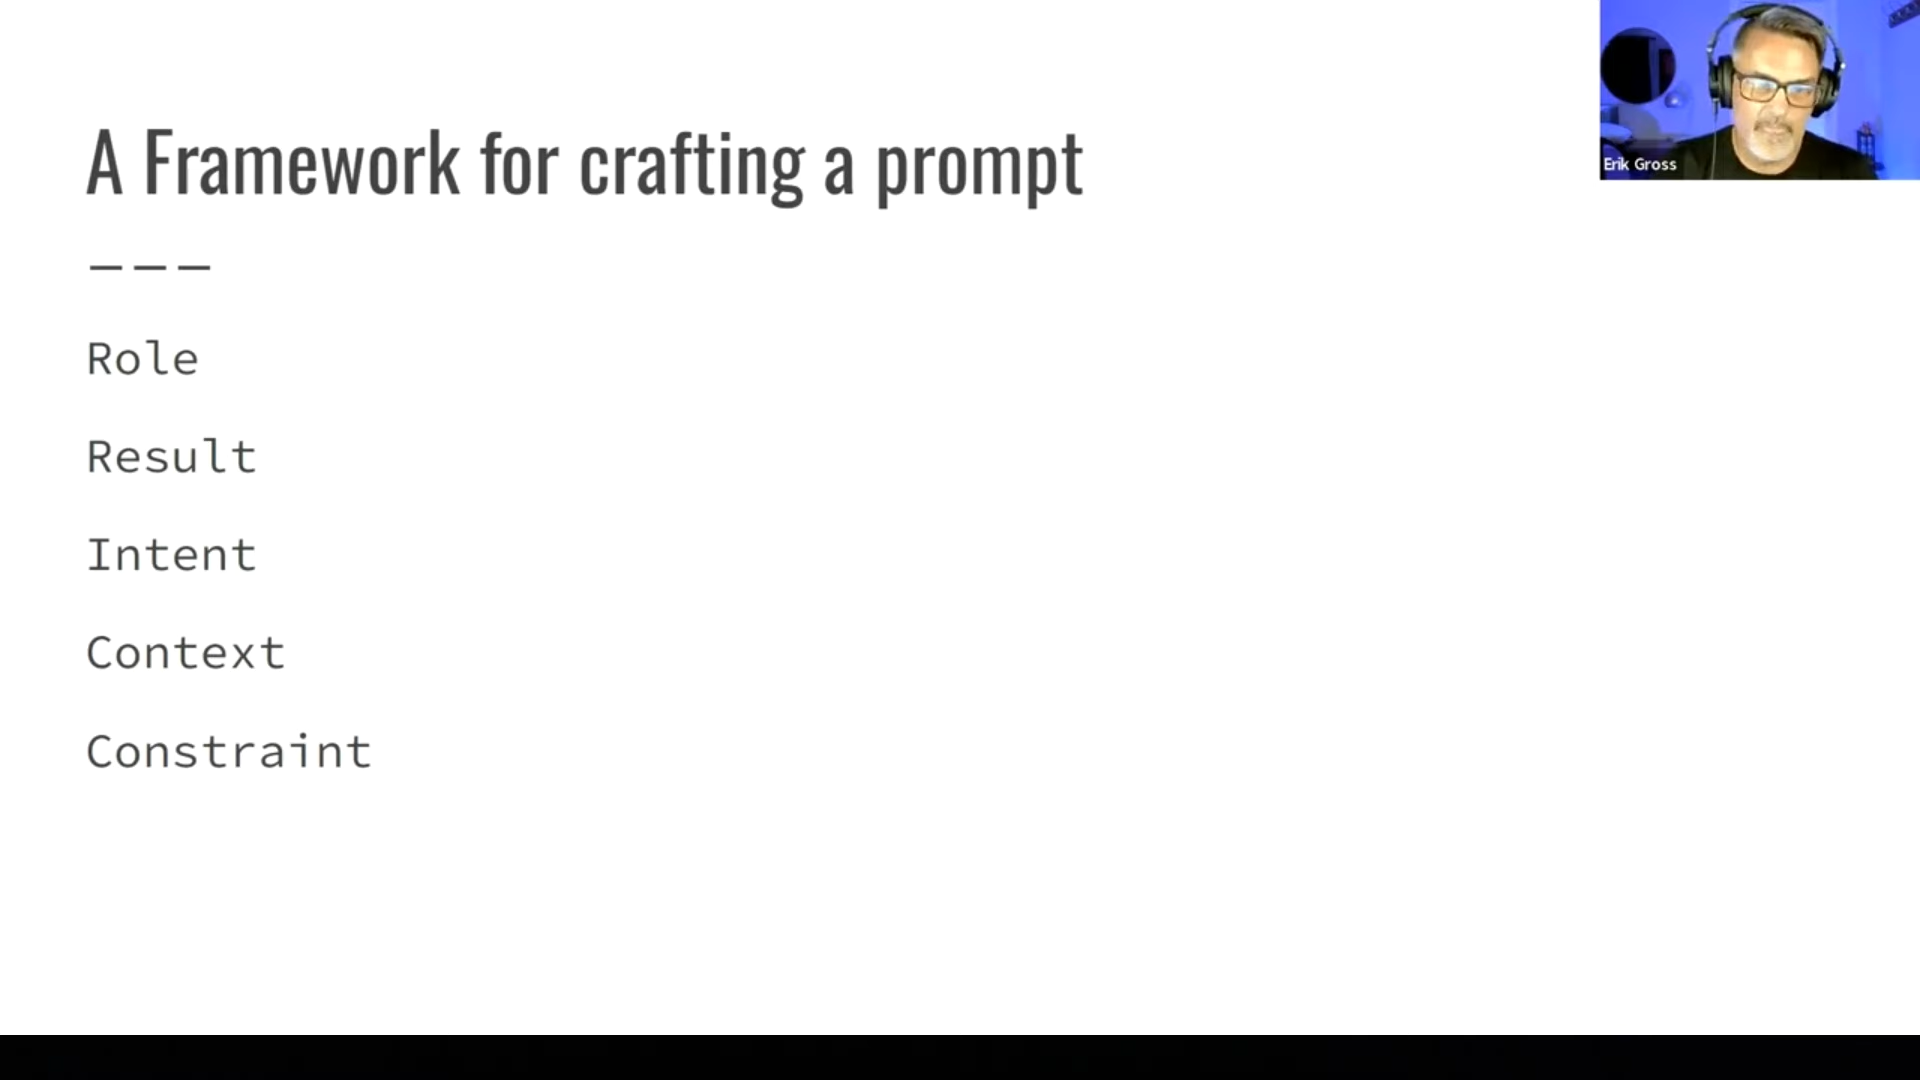 A Framework for crafting a prompt
Role
Result
Intent
Context
Constraint
Erik Gross